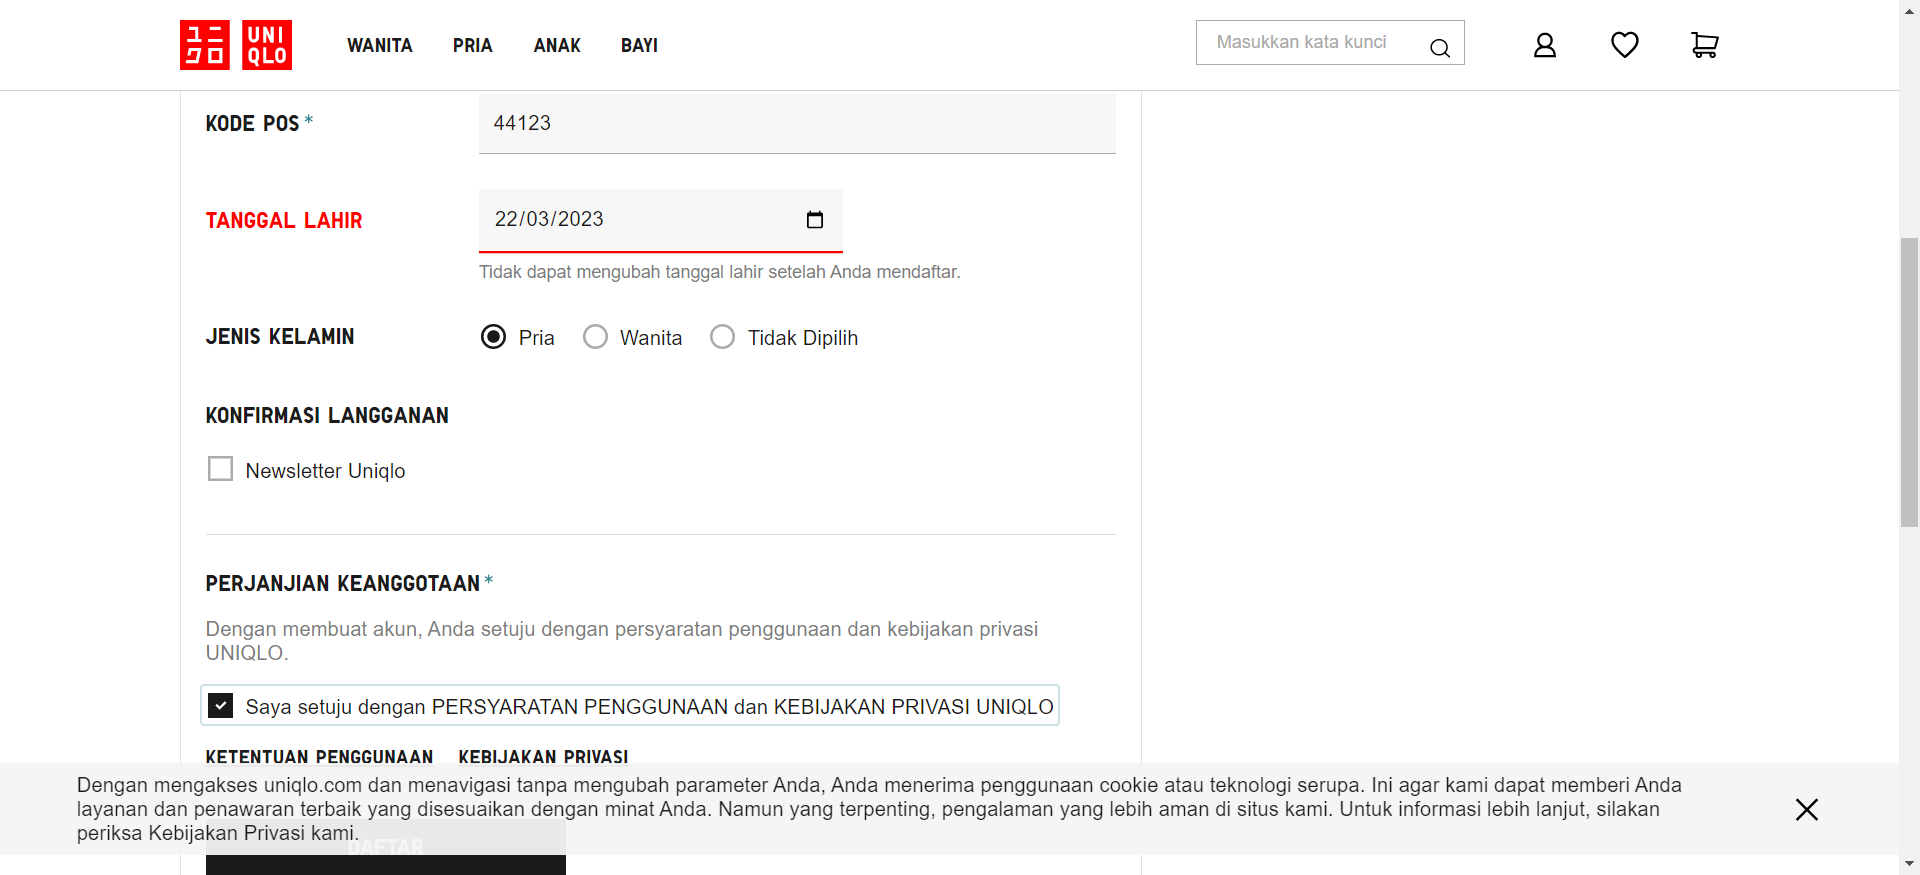 ユニ クロ UNI QLO
WANITA PRIA ANAK BAYI Masukkan kata kunci
KODE POS * 44123
TANGGAL LAHIR 22/03/2023
Tidak dapat mengubah tanggal lahir setelah Anda mendaftar.
JENIS KELAMIN Pria Wanita Tidak Dipilih
KONFIRMASI LANGGANAN
Newsletter Uniqlo
PERJANJIAN KEANGGOTAAN *
Dengan membuat akun, Anda setuju dengan persyaratan penggunaan dan kebijakan privasi
UNIQLO.
Saya setuju dengan PERSYARATAN PENGGUNAAN dan KEBIJAKAN PRIVASI UNIQLO
KETENTUAN PENGGUNAAN KEBIJAKAN PRIVASI
Dengan mengakses uniqlo.com dan menavigasi tanpa mengubah parameter Anda, Anda menerima penggunaan cookie atau teknologi serupa. Ini agar kami dapat memberi Anda
layanan dan penawaran terbaik yang disesuaikan dengan minat Anda. Namun yang terpenting, pengalaman yang lebih aman di situs kami. Untuk informasi lebih lanjut, silakan
periksa Kebijakan Privasi kami.
DAFTAR